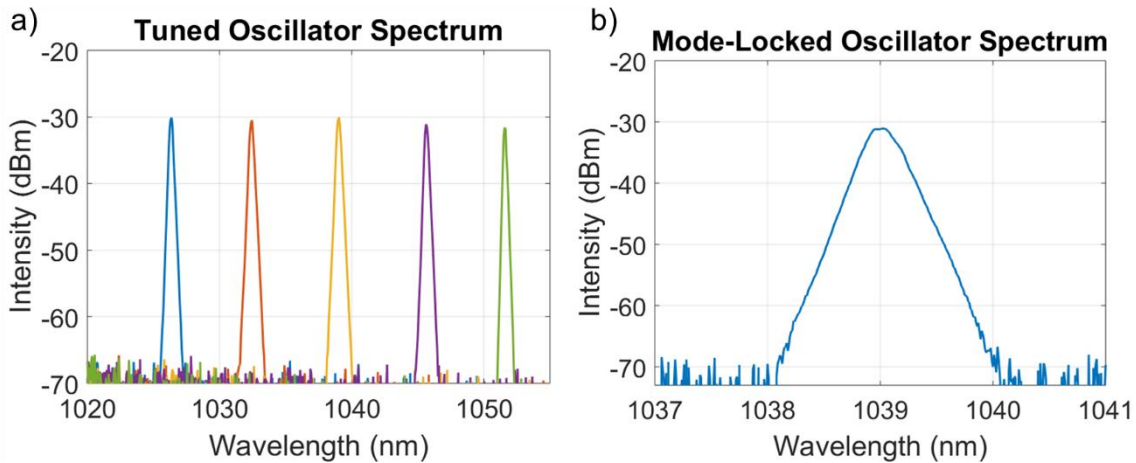 a)
Tuned Oscillator Spectrum
-20
-30
-40
-50
-60
-70
Intensity (dBm)
1020
1030
1040
1050
Wavelength (nm)
b)
Mode-Locked Oscillator Spectrum
-20
-30
-40
-50
-60
-70
Intensity (dBm)
1037
1038
1039
1040
1041
Wavelength (nm)